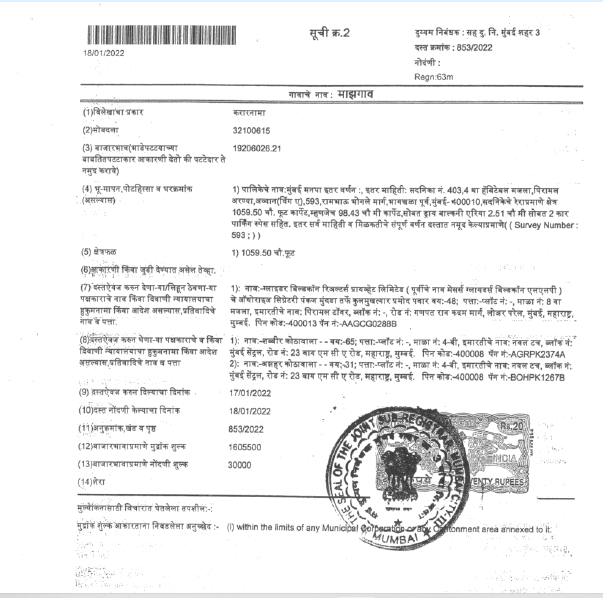 सूची क्र.2
दुय्यम निबंधक : सह दु. नि. मुंबई शहर 3
दस्त क्रमांक : 853/2022
नोदंणी :
Regn:63m
18/01/2022
गावाचे नाव : माझगाव
(1)विलेखाचा प्रकार करारनामा
(2)मोबदला 32100615
(3) बाजारभाव(भाडेपटटयाच्या
बाबतितपटटाकार आकारणी देतो की पटटेदार ते
नमुद करावे)
19206026.21
(4) भू-मापन,पोटहिस्सा व घरक्रमांक
(असल्यास)
1) पालिकेचे नाव:मुंबई मनपा इतर वर्णन :, इतर माहिती: सदनिका नं. 403,4 था हॅबिटेबल मजला,पिरामल
अरण्या,अव्यान(विंग ए),593,रामभाऊ भोगले मार्ग,भायखळा पूर्व,मुंबई-400010,सदनिकेचे रेराप्रमाणे क्षेत्र
1059.50 चौ. फूट कार्पेट,म्हणजेच 98.43 चौ मी कार्पेट,सोबत ड्राय बाल्कनी एरिया 2.51 चौ मी सोबत 2 कार
पार्किंग स्पेस सहित. इतर सर्व माहिती व मिळकतीचे संपूर्ण वर्णन दस्तात नमूद केल्याप्रमाणे( ( Survey Number :
593 ; ) )
(5) क्षेत्रफळ 1) 1059.50 चौ.फूट
(6)आकारणी किंवा जुडी देण्यात असेल तेव्हा.
(7)दस्तऐवज करुन देणा-या/लिहून ठेवणा-या
पक्षकाराचे नाव किंवा दिवाणी न्यायालयाचा
हुकुमनामा किंवा आदेश असल्यास,प्रतिवादिचे
नाव व पत्ता.
1): नाव:-ग्लाइडर बिल्डकॉन रिअल्टर्स प्रायव्हेट लिमिटेड ( पूर्वीचे नाव मेसर्स ग्लायडर्स बिल्डकॉन एलएलपी )
चे ऑथोराइज सिग्नेटरी पंकज मुंदडा तर्फे कुलमुखत्यार प्रमोद पवार वय:-48; पत्ता:-प्लॉट नं: -, माळा नं: 8 वा
मजला, इमारतीचे नाव: पिरामल टॉवर, ब्लॉक नं: -, रोड नं: गणपत राव कदम मार्ग, लोअर परेल, मुंबई, महाराष्ट्र,
मुम्बई. पिन कोड:-400013 पॅन नं:-AAGCG0288B
(8)दस्तऐवज करुन घेणा-या पक्षकाराचे व किंवा
दिवाणी न्यायालयाचा हुकुमनामा किंवा आदेश
असल्यास,प्रतिवादिचे नाव व पत्ता
1): नाव:-शब्बीर कोठावाला - - वय:-65; पत्ता:-प्लॉट नं: -, माळा नं: 4-बी, इमारतीचे नाव: नवल टच, ब्लॉक नं:
मुंबई सेंट्रल, रोड नं: 23 वाय एम सी ए रोड, महाराष्ट्र, मुम्बई. पिन कोड:-400008 पॅन नं:-AGRPK2374A
2): नाव:-अझहर कोठावाला - - वय:-31; पत्ता:-प्लॉट नं: -, माळा नं: 4-बी, इमारतीचे नाव: नवल टच, ब्लॉक नं:
मुंबई सेंट्रल, रोड नं: 23 वाय एम सी ए रोड, महाराष्ट्र, मुम्बई. पिन कोड:-400008 पॅन नं:-BOHPK1267B
(9) दस्तऐवज करुन दिल्याचा दिनांक 17/01/2022
(10)दस्त नोंदणी केल्याचा दिनांक 18/01/2022
(11)अनुक्रमांक,खंड व पृष्ठ 853/2022
(12)बाजारभावाप्रमाणे मुद्रांक शुल्क 1605500
(13)बाजारभावाप्रमाणे नोंदणी शुल्क 30000
(14)शेरा
THE SEAL OF THE JOINT SUB-REGISTRAR MUMBAI CITY-III
MUMBAI
Rs.20
TWENTY RUPEES
मुल्यांकनासाठी विचारात घेतलेला तपशील:-:
मुद्रांक शुल्क आकारताना निवडलेला अनुच्छेद :- (i) within the limits of any Municipal Corporation or any Cantonment area annexed to it.